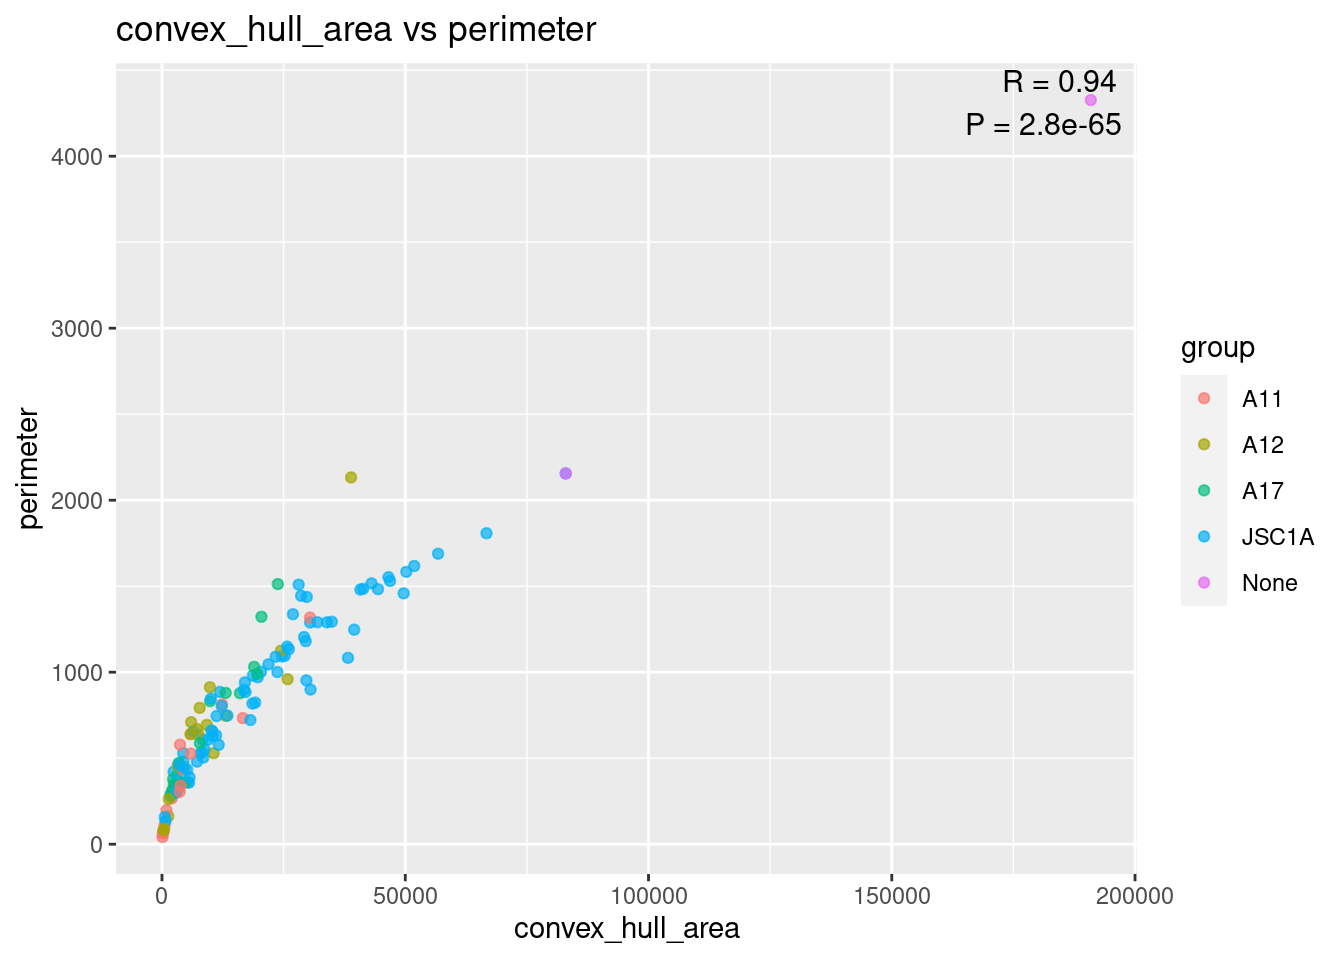 convex_hull_area vs perimeter
R = 0.94
P = 2.8e-65
4000
3000
2000
1000
0
perimeter
0
50000
100000
150000
200000
convex_hull_area
group
A11
A12
A17
JSC1A
None